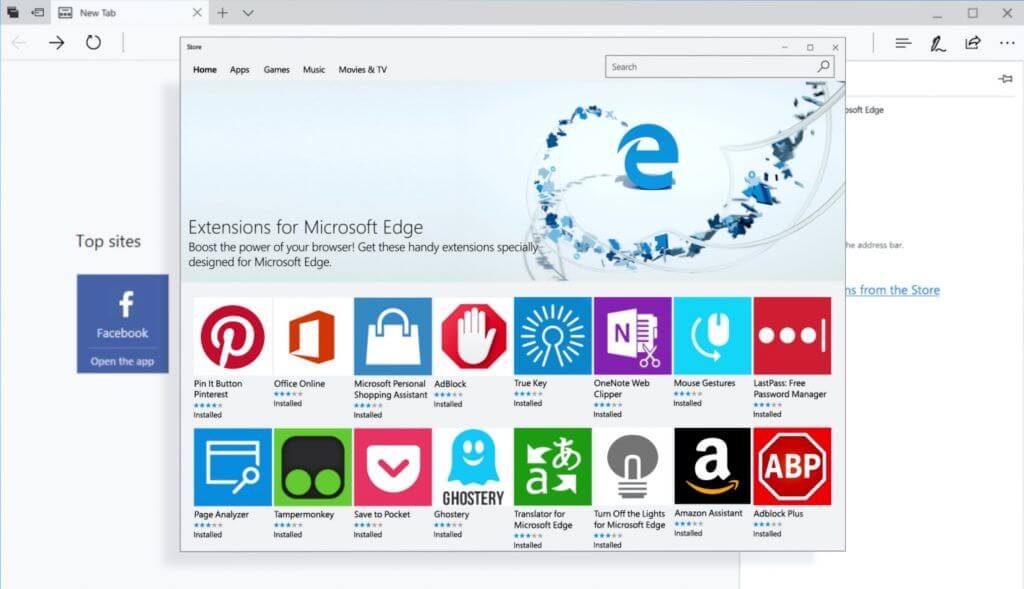 New Tab
Store
Home Apps Games Music Movies & TV
Search
osoft Edge
Extensions for Microsoft Edge
Boost the power of your browser! Get these handy extensions specially
designed for Microsoft Edge.
Top sites
he address bar.
ns from the Store
Facebook
Open the app
Pin It Button
Pinterest
Installed
Office Online
Installed
Microsoft Personal
Shopping Assistant
Installed
AdBlock
Installed
True Key
Installed
N
OneNote Web
Clipper
Installed
Mouse Gestures
Installed
LastPass: Free
Password Manager
Installed
Page Analyzer
Installed
Tampermonkey
Installed
Save to Pocket
Installed
GHOSTERY
Ghostery
Installed
a あ
Translator for
Microsoft Edge
Installed
Turn Off the Lights
for Microsoft Edge
Installed
a
Amazon Assistant
Installed
ABP
Adblock Plus
Installed